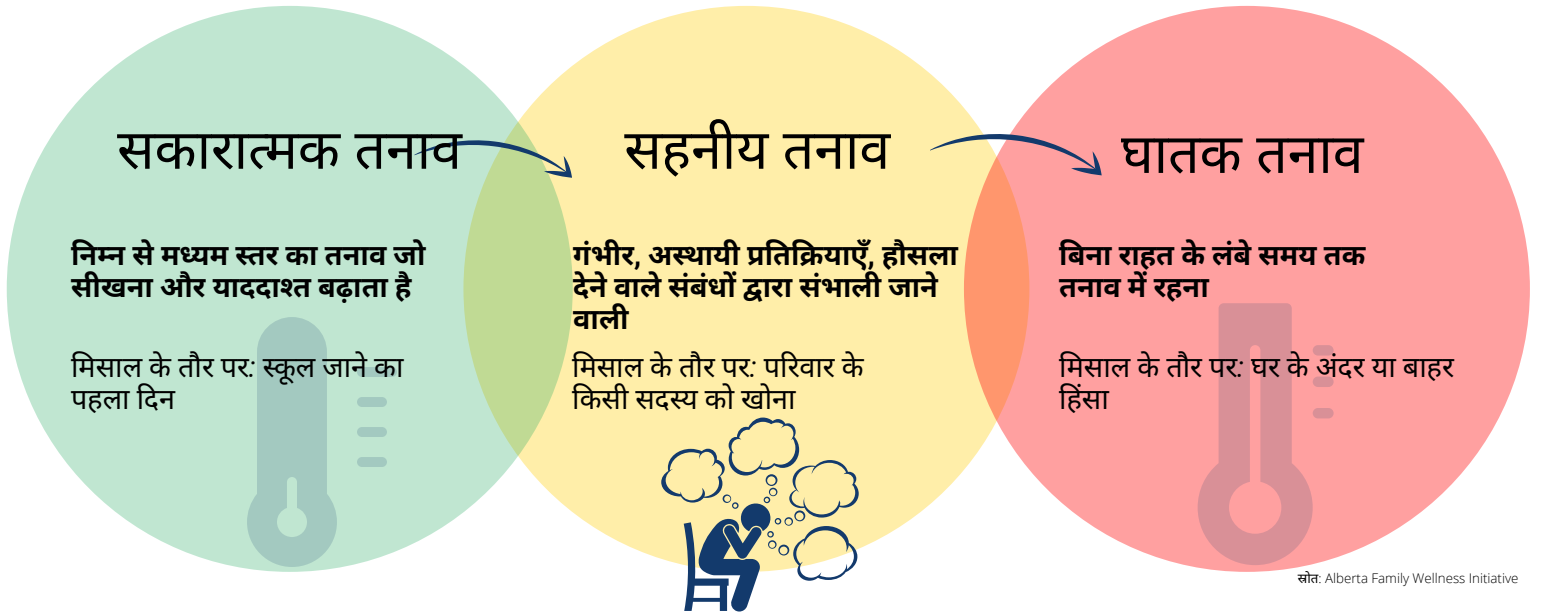 सकारात्मक तनाव
निम्न से मध्यम स्तर का तनाव जो
सीखना और याददाश्त बढ़ाता है
मिसाल के तौर पर: स्कूल जाने का
पहला दिन
सहनीय तनाव
गंभीर, अस्थायी प्रतिक्रियाएँ, हौसला
देने वाले संबंधों द्वारा संभाली जाने
वाली
मिसाल के तौर पर: परिवार के
किसी सदस्य को खोना
घातक तनाव
बिना राहत के लंबे समय तक
तनाव में रहना
मिसाल के तौर पर: घर के अंदर या बाहर
हिंसा
स्रोत: Alberta Family Wellness Initiative